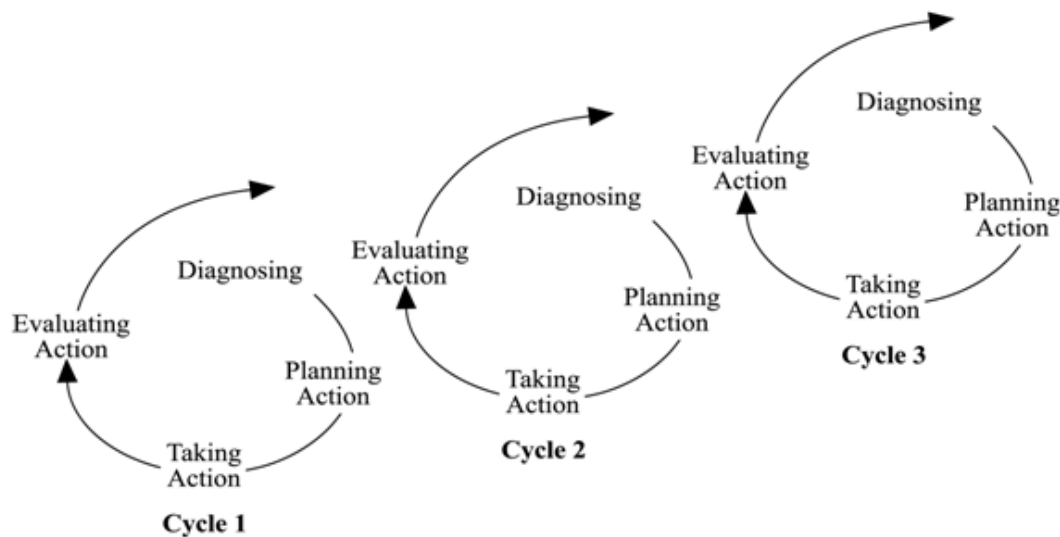 Diagnosing
Planning
Action
Taking
Action
Evaluating
Action
Cycle 1
Diagnosing
Planning
Action
Taking
Action
Evaluating
Action
Cycle 2
Diagnosing
Planning
Action
Taking
Action
Evaluating
Action
Cycle 3